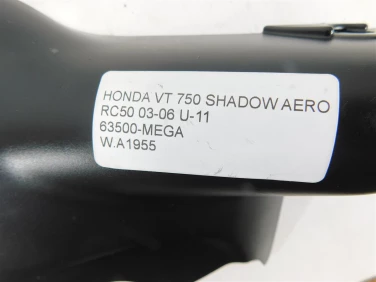 HONDA VT 750 SHADOW AERO
RC50 03-06 U-11
63500-MEGA
W.A1955